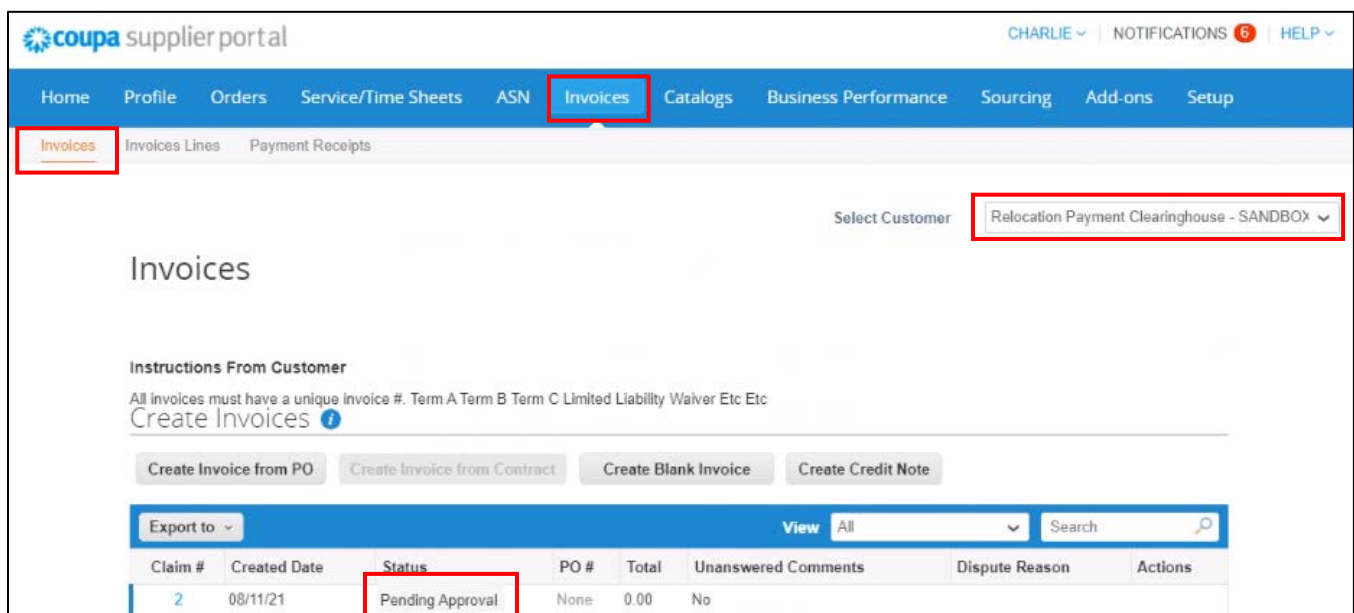 coupa supplier portal CHARLIE NOTIFICATIONS 6 HELP
Home Profile Orders Service/Time Sheets ASN Invoices Catalogs Business Performance Sourcing Add-ons Setup
Invoices Invoices Lines Payment Receipts
Select Customer Relocation Payment Clearinghouse - SANDBOX
Invoices
Instructions From Customer
All invoices must have a unique invoice #. Term A Term B Term C Limited Liability Waiver Etc Etc
Create Invoices i
Create Invoice from PO Create Invoice from Contract Create Blank Invoice Create Credit Note
Export to View All Search
Claim # Created Date Status PO # Total Unanswered Comments Dispute Reason Actions
2 08/11/21 Pending Approval None 0.00 No